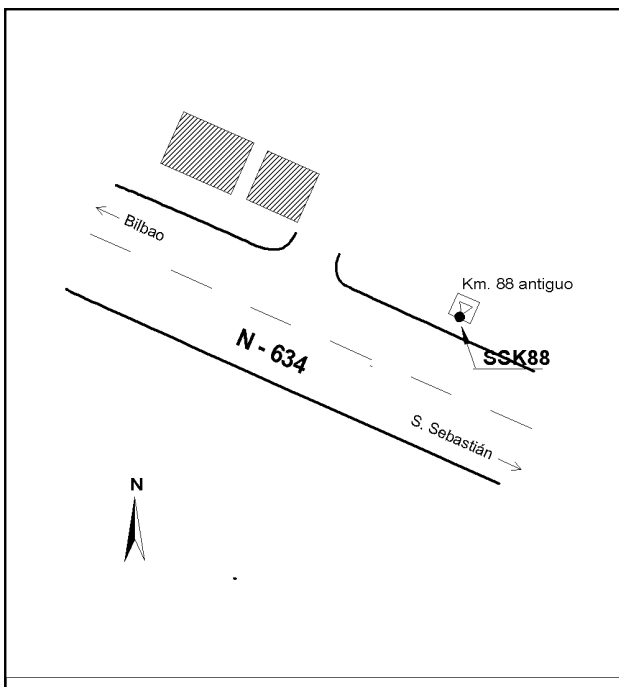 Bilbao
Km. 88 antiguo
SSK88
N - 634
S. Sebastián
N